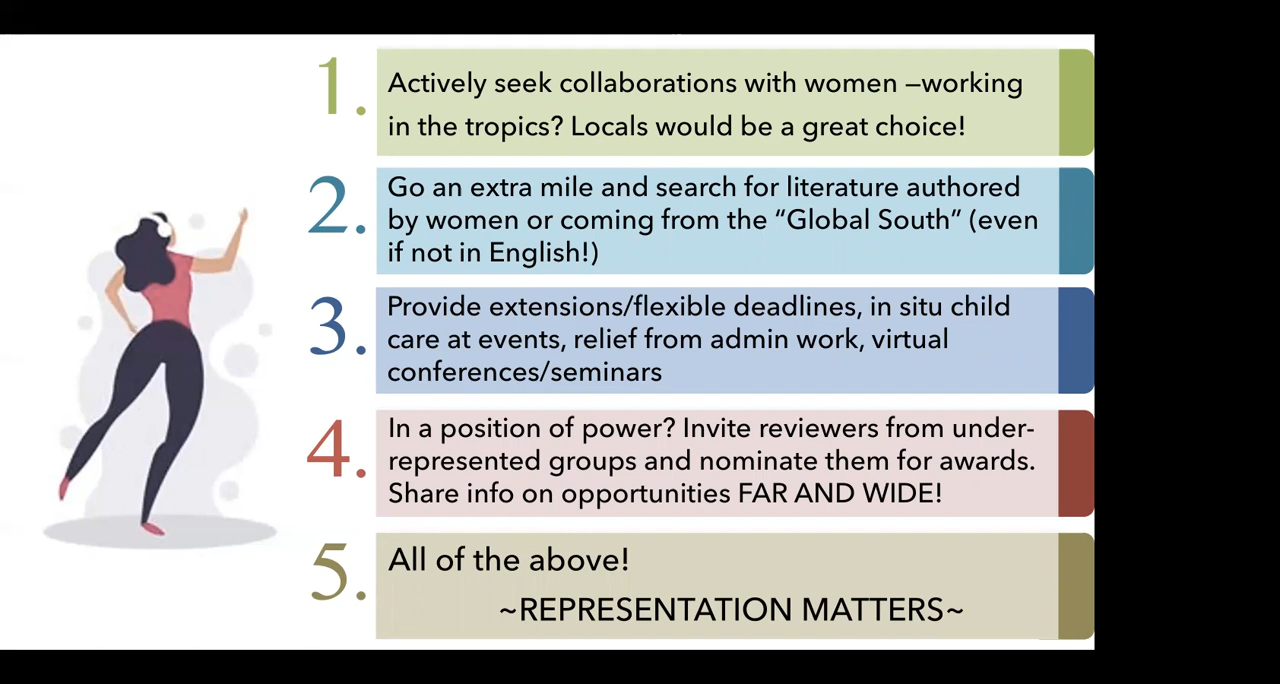 1.
Actively seek collaborations with women —working
in the tropics? Locals would be a great choice!
2.
Go an extra mile and search for literature authored
by women or coming from the “Global South” (even
if not in English!)
3.
Provide extensions/flexible deadlines, in situ child
care at events, relief from admin work, virtual
conferences/seminars
4.
In a position of power? Invite reviewers from under-
represented groups and nominate them for awards.
Share info on opportunities FAR AND WIDE!
5.
All of the above!
~REPRESENTATION MATTERS~